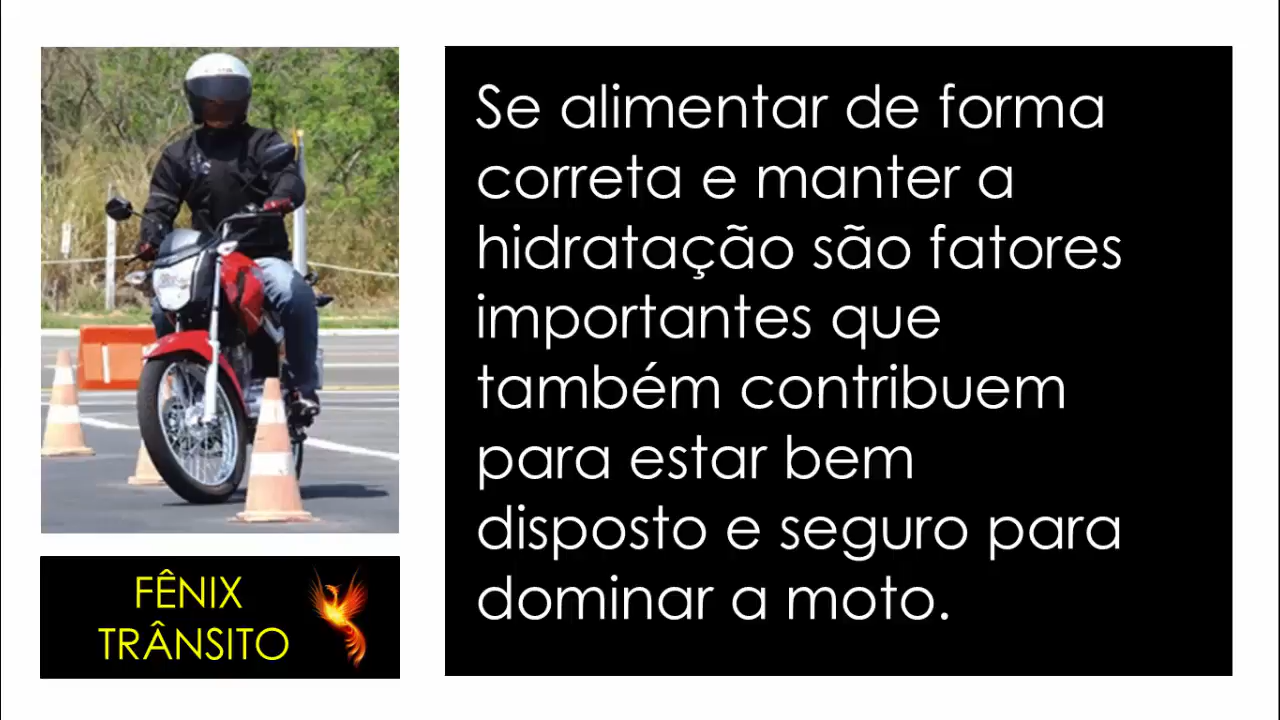 Se alimentar de forma
correta e manter a
hidratação são fatores
importantes que
também contribuem
para estar bem
disposto e seguro para
dominar a moto.
FÊNIX
TRÂNSITO